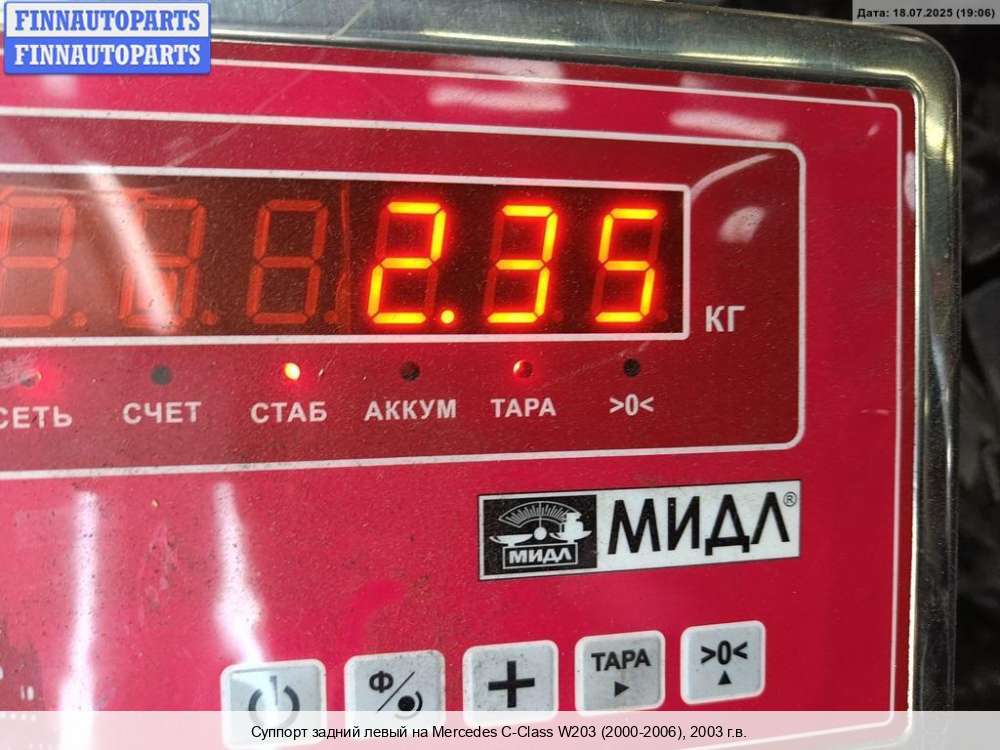 FINNAUTOPARTS
FINNAUTOPARTS
Дата: 18.07.2025 (19:06)
2.35
КГ
СЕТЬ СЧЕТ СТАБ АККУМ ТАРА >0<
МИДЛ МИДЛ®
Ф ТАРА >0<
Суппорт задний левый на Mercedes C-Class W203 (2000-2006), 2003 г.в.